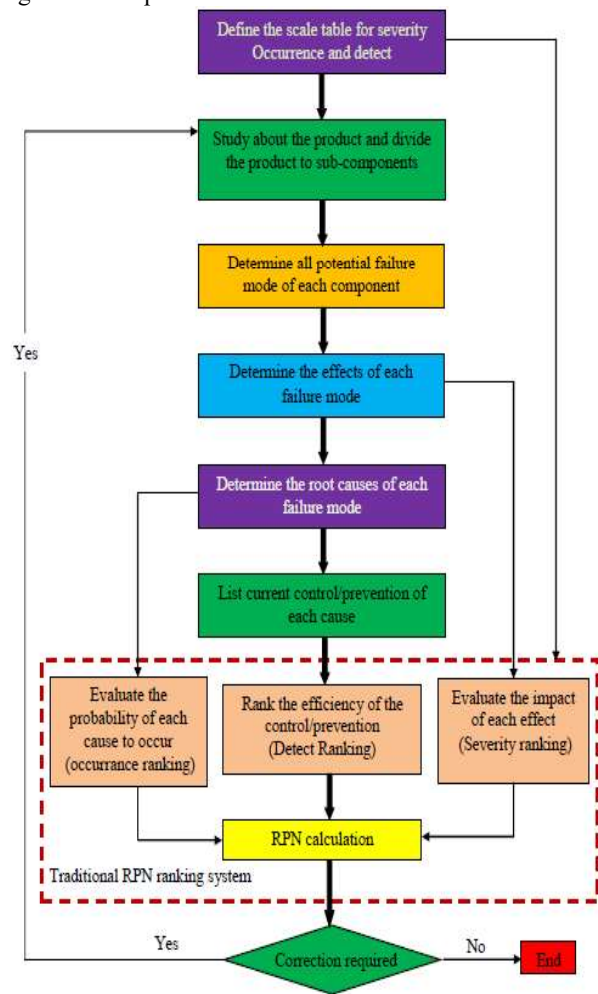 Define the scale table for severity
Occurrence and detect
Study about the product and divide
the product to sub-components
Determine all potential failure
mode of each component
Yes
Determine the effects of each
failure mode
Determine the root causes of each
failure mode
List current control/prevention of
each cause
Evaluate the
probability of each
cause to occur
(occurrance ranking)
Rank the efficiency of the
control/prevention
(Detect Ranking)
Evaluate the impact
of each effect
(Severity ranking)
RPN calculation
Traditional RPN ranking system
Yes
Correction required
No
End